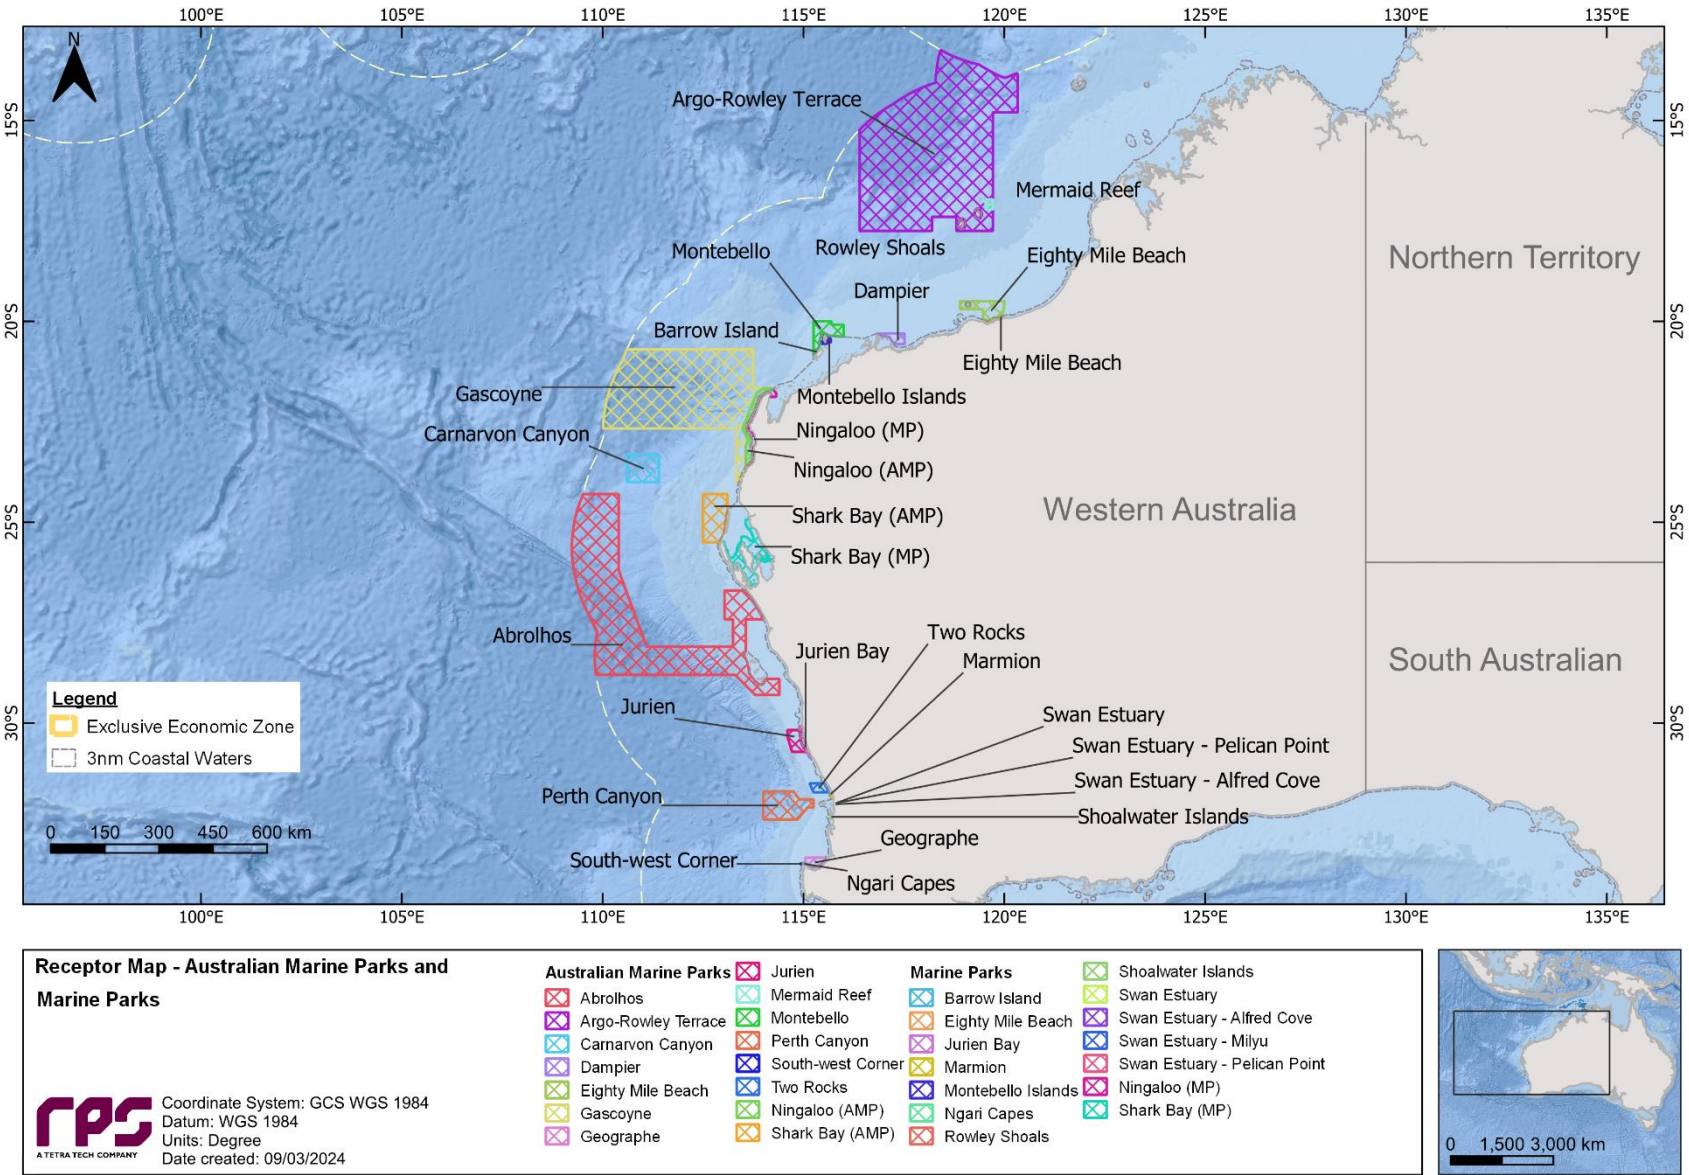 100°E 105°E 110°E 115°E 120°E 125°E 130°E 135°E
N
15°S 15°S
20°S 20°S
25°S 25°S
30°S 30°S
Argo-Rowley Terrace
Mermaid Reef
Rowley Shoals
Montebello
Eighty Mile Beach
Dampier
Barrow Island
Eighty Mile Beach
Gascoyne
Montebello Islands
Carnarvon Canyon
Ningaloo (MP)
Ningaloo (AMP)
Shark Bay (AMP)
Shark Bay (MP)
Northern Territory
Western Australia
South Australian
Abrolhos
Two Rocks
Jurien Bay
Marmion
Jurien
Swan Estuary
Swan Estuary - Pelican Point
Swan Estuary - Alfred Cove
Perth Canyon
Shoalwater Islands
Geographe
South-west Corner
Ngari Capes
Legend
Exclusive Economic Zone
3nm Coastal Waters
0 150 300 450 600 km
100°E 105°E 110°E 115°E 120°E 125°E 130°E 135°E
Receptor Map - Australian Marine Parks and
Marine Parks
rps
A TETRA TECH COMPANY
Coordinate System: GCS WGS 1984
Datum: WGS 1984
Units: Degree
Date created: 09/03/2024
Australian Marine Parks
Abrolhos
Argo-Rowley Terrace
Carnarvon Canyon
Dampier
Eighty Mile Beach
Gascoyne
Geographe
Jurien
Mermaid Reef
Montebello
Perth Canyon
South-west Corner
Two Rocks
Ningaloo (AMP)
Shark Bay (AMP)
Marine Parks
Barrow Island
Eighty Mile Beach
Jurien Bay
Marmion
Montebello Islands
Ngari Capes
Rowley Shoals
Shoalwater Islands
Swan Estuary
Swan Estuary - Alfred Cove
Swan Estuary - Milyu
Swan Estuary - Pelican Point
Ningaloo (MP)
Shark Bay (MP)
0 1,500 3,000 km